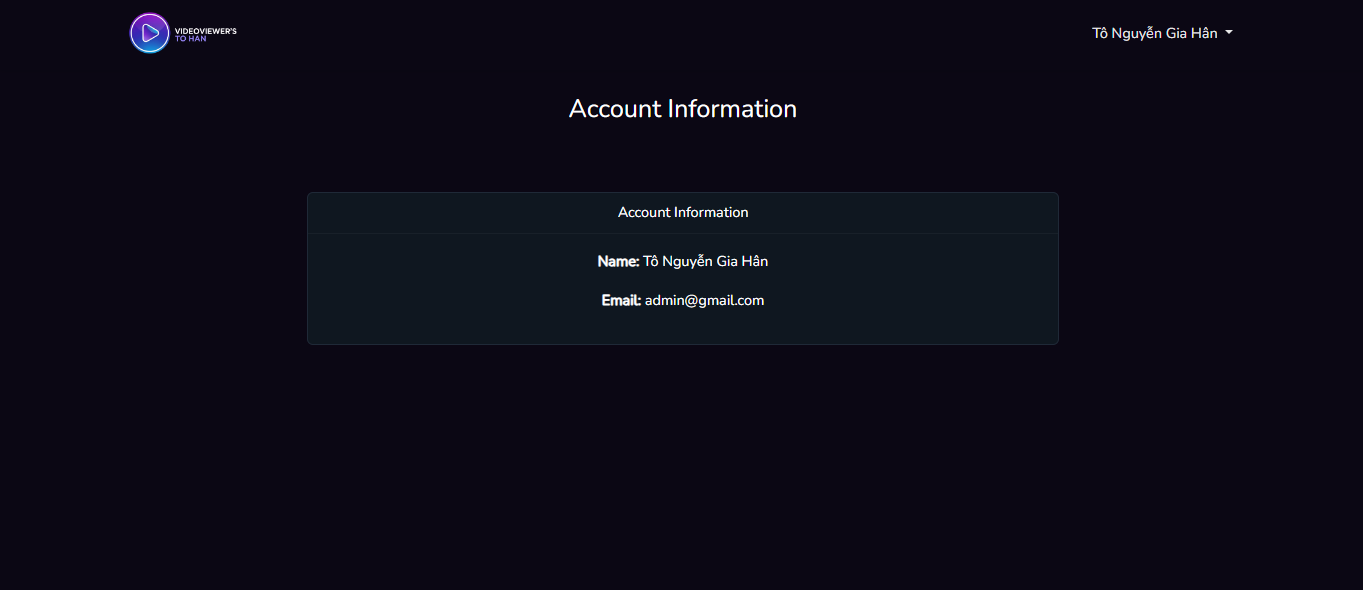 VIDEOVIEWER'S
TO HAN
Tô Nguyễn Gia Hân
Account Information
Account Information
Name: Tô Nguyễn Gia Hân
Email: admin@gmail.com